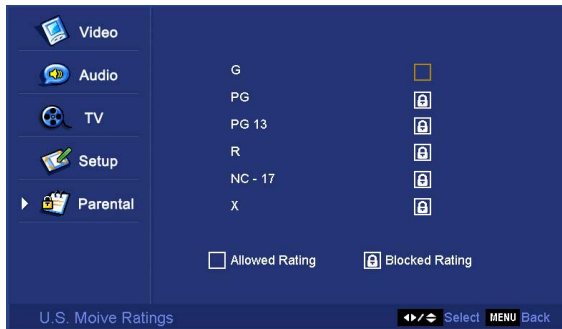 Video
Audio
TV
Setup
Parental
G
PG
PG 13
R
NC - 17
X
Allowed Rating
Blocked Rating
U.S. Moive Ratings
Select MENU Back